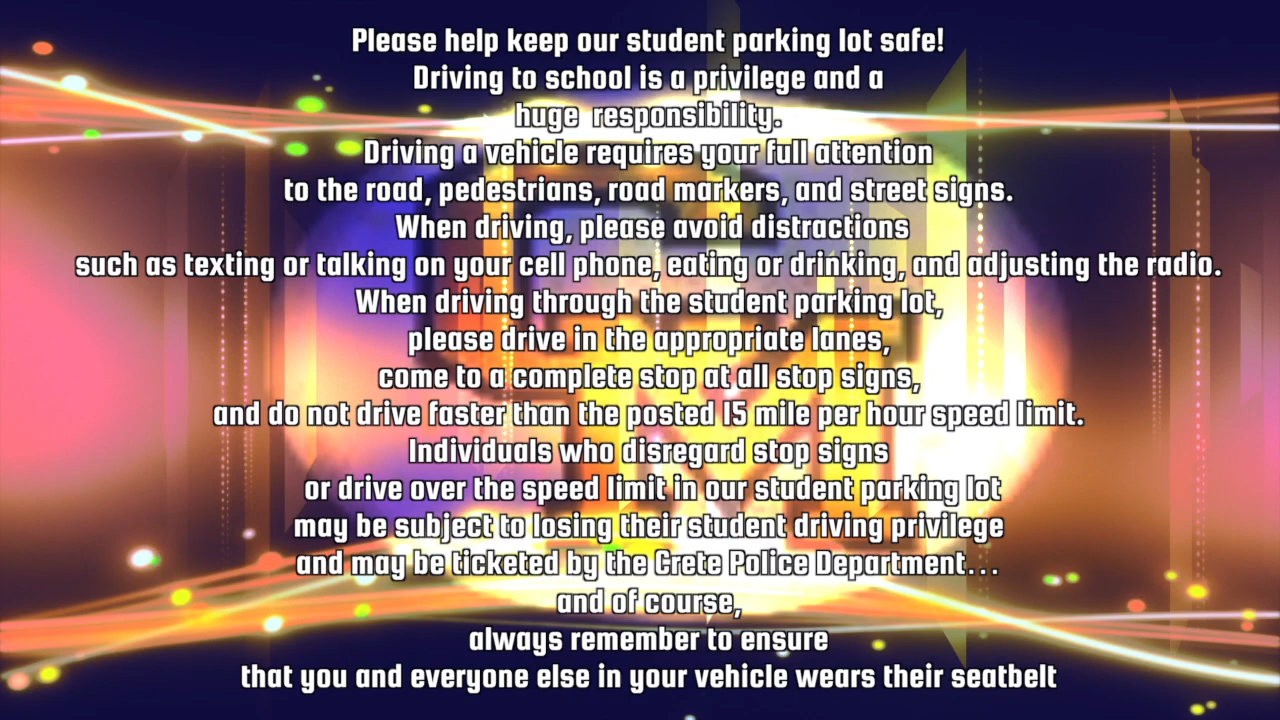 Please help keep our student parking lot safe!
Driving to school is a privilege and a
huge responsibility.
Driving a vehicle requires your full attention
to the road, pedestrians, road markers, and street signs.
When driving, please avoid distractions
such as texting or talking on your cell phone, eating or drinking, and adjusting the radio.
When driving through the student parking lot,
please drive in the appropriate lanes,
come to a complete stop at all stop signs,
and do not drive faster than the posted 15 mile per hour speed limit.
Individuals who disregard stop signs
or drive over the speed limit in our student parking lot
may be subject to losing their student driving privilege
and may be ticketed by the Crete Police Department...
and of course,
always remember to ensure
that you and everyone else in your vehicle wears their seatbelt